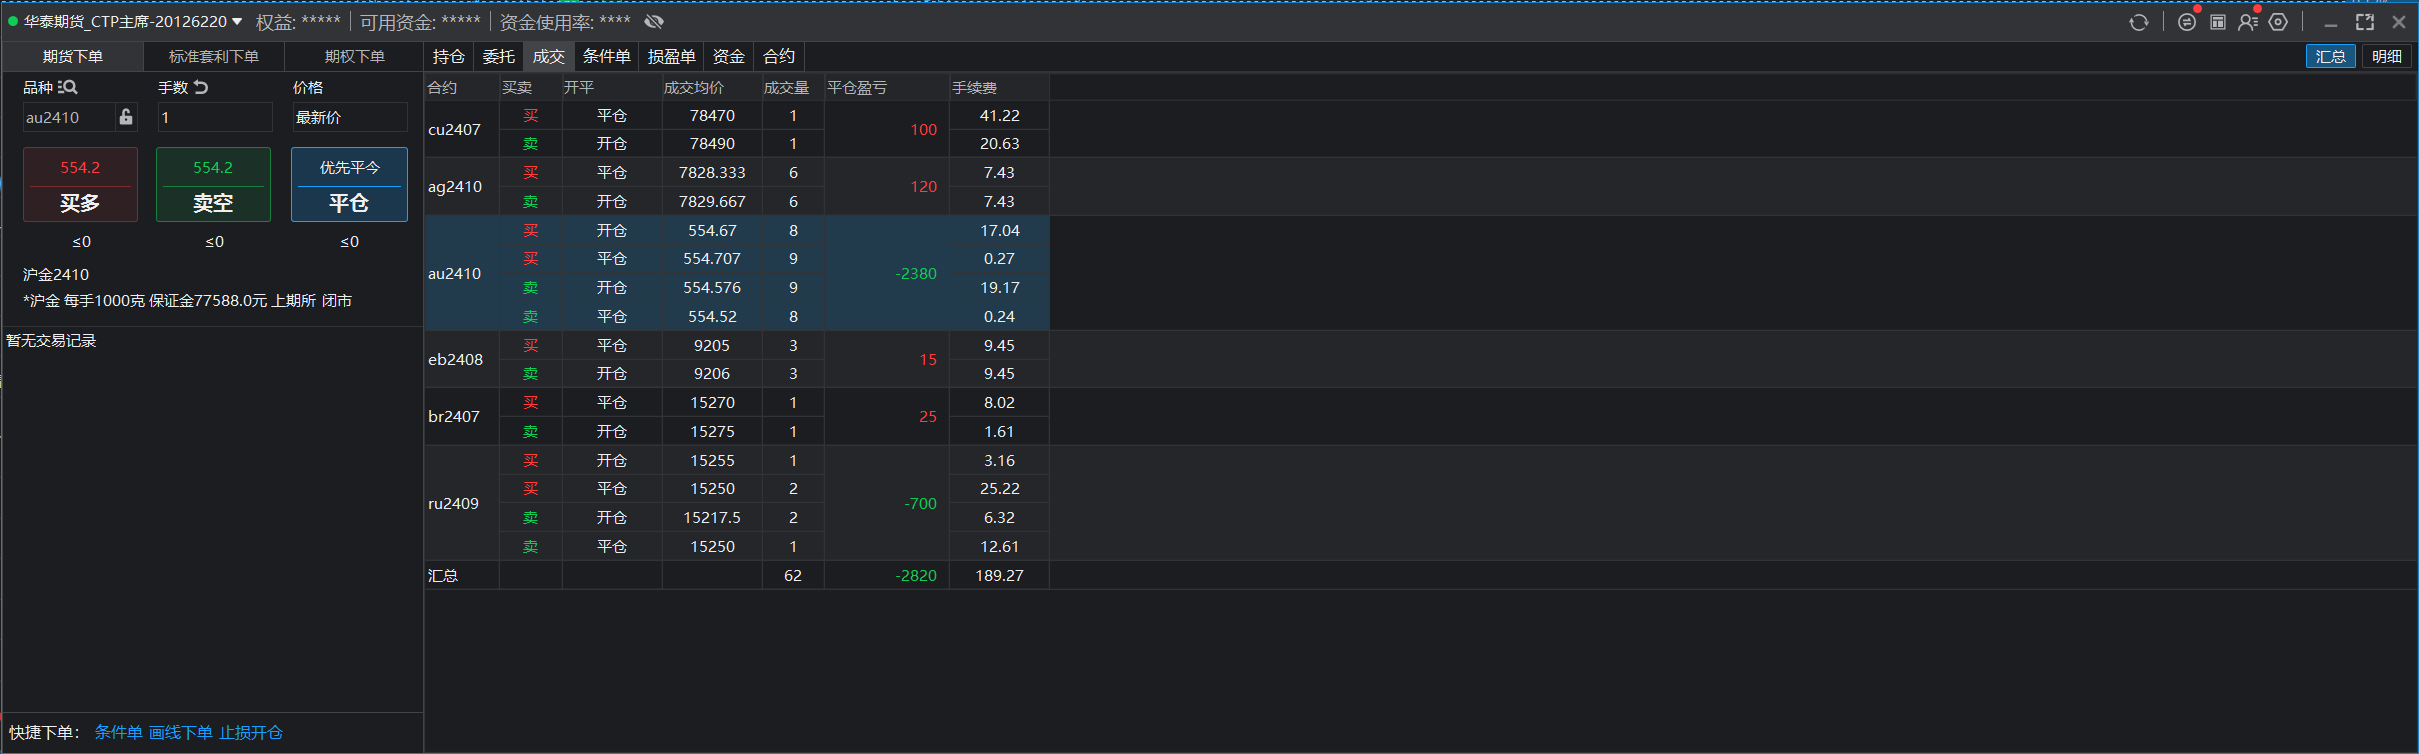 华泰期货_CTP主席-20126220 权益: ***** 可用资金: ***** 资金使用率: ****
期货下单 标准套利下单 期权下单 持仓 委托 成交 条件单 损盈单 资金 合约 汇总 明细
品种 手数 价格
au2410 1 最新价
554.2 554.2 优先平今
买多 卖空 平仓
≤0 ≤0 ≤0
沪金2410
*沪金 每手1000克 保证金77588.0元 上期所 闭市
暂无交易记录
快捷下单: 条件单 画线下单 止损开仓
合约 买卖 开平 成交均价 成交量 平仓盈亏 手续费
cu2407 买 平仓 78470 1 100 41.22
卖 开仓 78490 1 20.63
ag2410 买 平仓 7828.333 6 120 7.43
卖 开仓 7829.667 6 7.43
au2410 买 开仓 554.67 8 -2380 17.04
买 平仓 554.707 9 0.27
卖 开仓 554.576 9 19.17
卖 平仓 554.52 8 0.24
eb2408 买 平仓 9205 3 15 9.45
卖 开仓 9206 3 9.45
br2407 买 平仓 15270 1 25 8.02
卖 开仓 15275 1 1.61
ru2409 买 开仓 15255 1 -700 3.16
买 平仓 15250 2 25.22
卖 开仓 15217.5 2 6.32
卖 平仓 15250 1 12.61
汇总 62 -2820 189.27